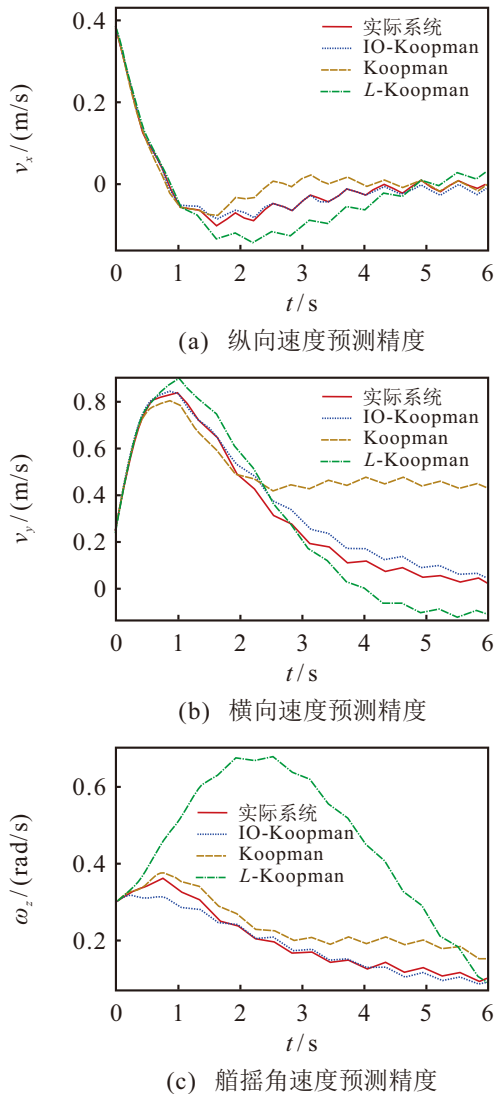 0.4
0.2
0
v_x / (m/s)
实际系统
IO-Koopman
Koopman
L-Koopman
0 1 2 3 4 5 6
t / s
(a) 纵向速度预测精度
0.8
0.6
0.4
0.2
0
v_y / (m/s)
实际系统
IO-Koopman
Koopman
L-Koopman
0 1 2 3 4 5 6
t / s
(b) 横向速度预测精度
0.6
0.4
0.2
ω_z / (rad/s)
实际系统
IO-Koopman
Koopman
L-Koopman
0 1 2 3 4 5 6
t / s
(c) 艏摇角速度预测精度